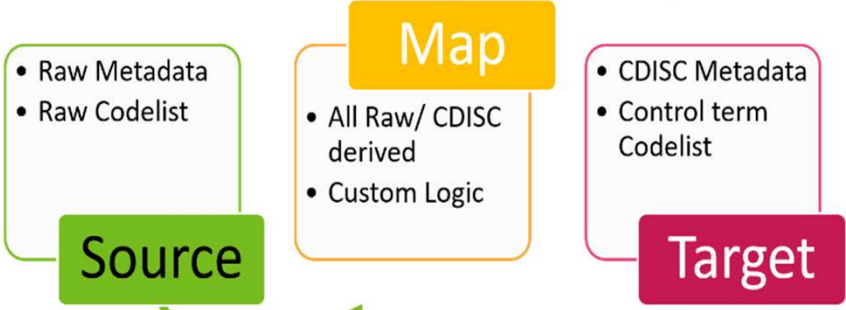 • Raw Metadata
• Raw Codelist
Source
Map
• All Raw/ CDISC
derived
• Custom Logic
• CDISC Metadata
• Control term
Codelist
Target